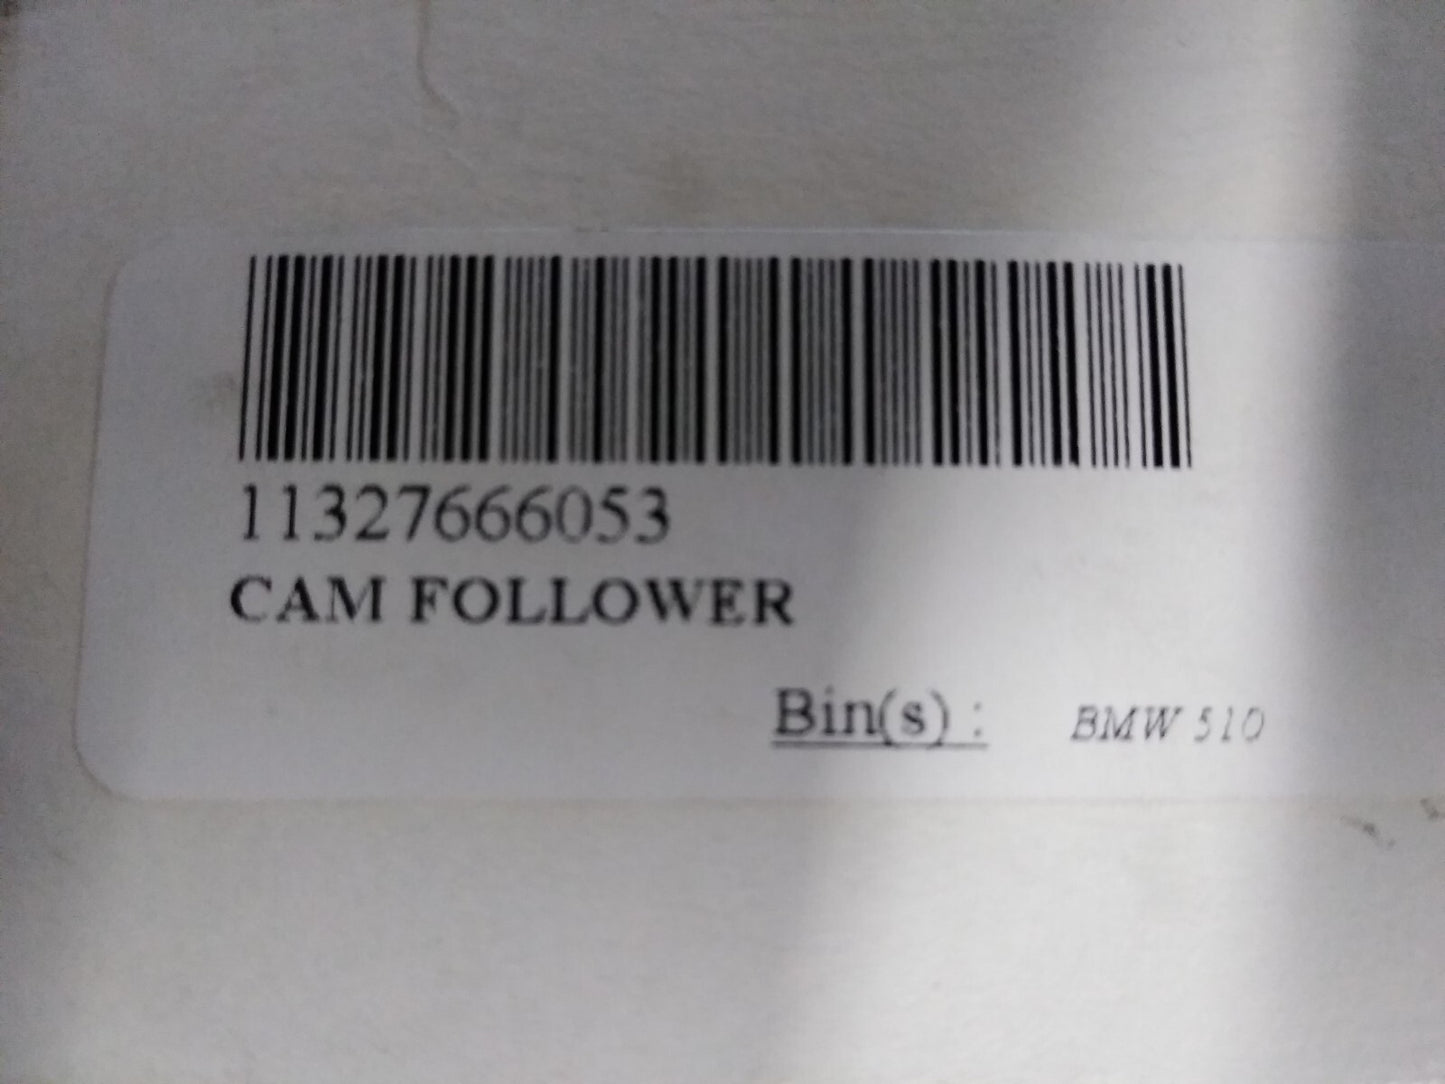 11327666053
CAM FOLLOWER
Bin(s) : BMW 510